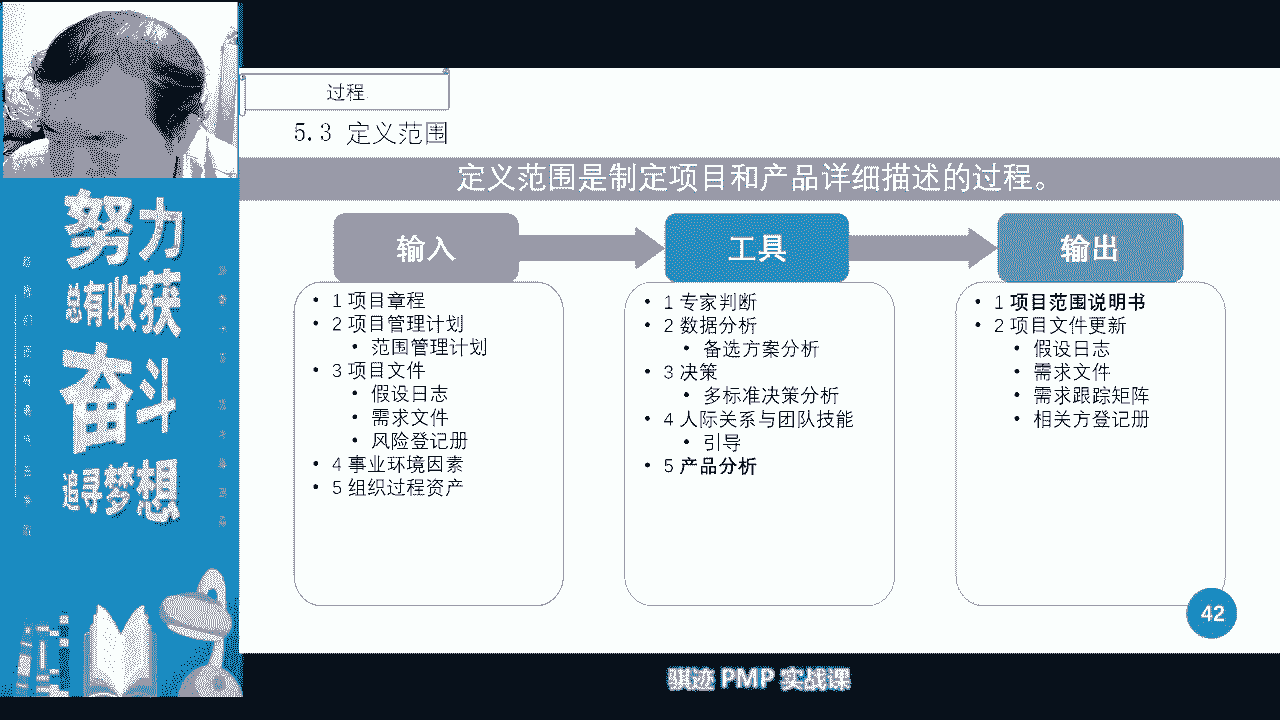 过程
5.3 定义范围
定义范围是制定项目和产品详细描述的过程。
努力
总有收获
奋斗
追寻梦想
输入
• 1 项目章程
• 2 项目管理计划
• 范围管理计划
• 3 项目文件
• 假设日志
• 需求文件
• 风险登记册
• 4 事业环境因素
• 5 组织过程资产
工具
• 1 专家判断
• 2 数据分析
• 备选方案分析
• 3 决策
• 多标准决策分析
• 4 人际关系与团队技能
• 引导
• 5 产品分析
输出
• 1 项目范围说明书
• 2 项目文件更新
• 假设日志
• 需求文件
• 需求跟踪矩阵
• 相关方登记册
42
骐迹 PMP 实战课